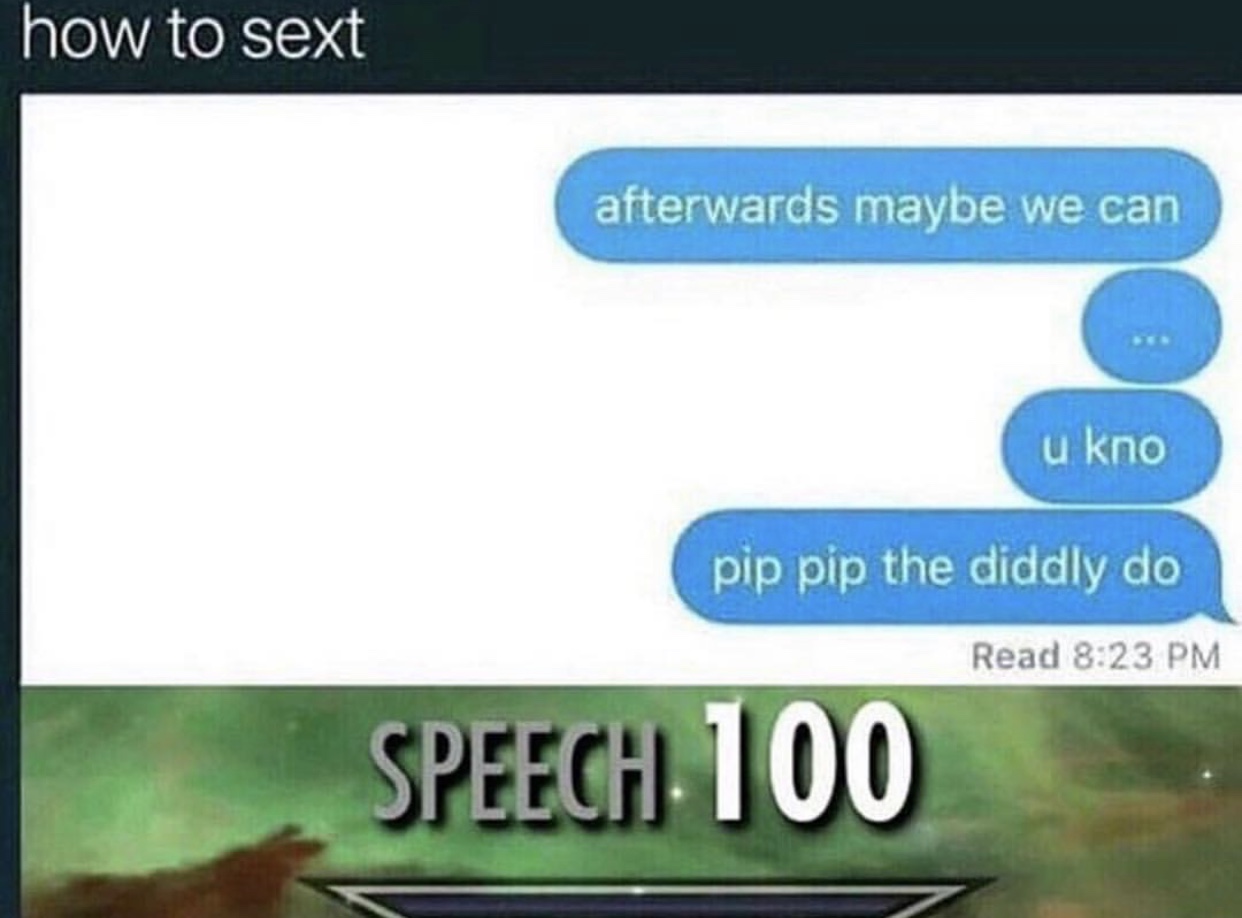 how to sext
afterwards maybe we can
...
u kno
pip pip the diddly do
Read 8:23 PM
SPEECH 100